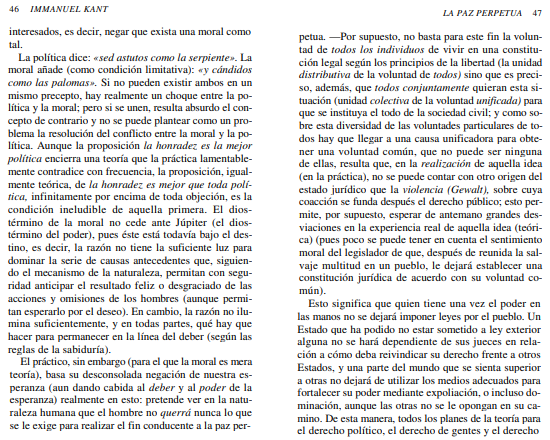 46 IMMANUEL KANT
interesados, es decir, negar que exista una moral como
tal.
La política dice: «sed astutos como la serpiente». La
moral añade (como condición limitativa): «y cándidos
como las palomas». Si no pueden existir ambos en un
mismo precepto, hay realmente un choque entre la po-
lítica y la moral; pero si se unen, resulta absurdo el con-
cepto de contrario y no se puede plantear como un pro-
blema la resolución del conflicto entre la moral y la po-
lítica. Aunque la proposición la honradez es la mejor
política encierra una teoría que la práctica lamentable-
mente contradice con frecuencia, la proposición, igual-
mente teórica, de la honradez es mejor que toda polí-
tica, infinitamente por encima de toda objeción, es la
condición ineludible de aquella primera. El dios-
término de la moral no cede ante Júpiter (el dios-
término del poder), pues éste está todavía bajo el des-
tino, es decir, la razón no tiene la suficiente luz para
dominar la serie de causas antecedentes que, siguien-
do el mecanismo de la naturaleza, permitan con segu-
ridad anticipar el resultado feliz o desgraciado de las
acciones y omisiones de los hombres (aunque permi-
tan esperarlo por el deseo). En cambio, la razón no ilu-
mina suficientemente, y en todas partes, qué hay que
hacer para permanecer en la línea del deber (según las
reglas de la sabiduría).
El práctico, sin embargo (para el que la moral es mera
teoría), basa su desconsolada negación de nuestra es-
peranza (aun dando cabida al deber y al poder de la
esperanza) realmente en esto: pretende ver en la natu-
raleza humana que el hombre no querrá nunca lo que
se le exige para realizar el fin conducente a la paz per-
LA PAZ PERPETUA 47
petua. —Por supuesto, no basta para este fin la volun-
tad de todos los individuos de vivir en una constitu-
ción legal según los principios de la libertad (la unidad
distributiva de la voluntad de todos) sino que es preci-
so, además, que todos conjuntamente quieran esta si-
tuación (unidad colectiva de la voluntad unificada) para
que se instituya el todo de la sociedad civil; y como so-
bre esta diversidad de las voluntades particulares de to-
dos hay que llegar a una causa unificadora para obte-
ner una voluntad común, que no puede ser ninguna
de ellas, resulta que, en la realización de aquella idea
(en la práctica), no se puede contar con otro origen del
estado jurídico que la violencia (Gewalt), sobre cuya
coacción se funda después el derecho público; esto per-
mite, por supuesto, esperar de antemano grandes des-
viaciones en la experiencia real de aquella idea (teóri-
ca) (pues poco se puede tener en cuenta el sentimiento
moral del legislador de que, después de reunida la sal-
vaje multitud en un pueblo, le dejará establecer una
constitución jurídica de acuerdo con su voluntad co-
mún).
Esto significa que quien tiene una vez el poder en
las manos no se dejará imponer leyes por el pueblo. Un
Estado que ha podido no estar sometido a ley exterior
alguna no se hará dependiente de sus jueces en rela-
ción a cómo deba reivindicar su derecho frente a otros
Estados, y una parte del mundo que se sienta superior
a otras no dejará de utilizar los medios adecuados para
fortalecer su poder mediante expoliación, o incluso do-
minación, aunque las otras no se le opongan en su ca-
mino. De esta manera, todos los planes de la teoría para
el derecho político, el derecho de gentes y el derecho